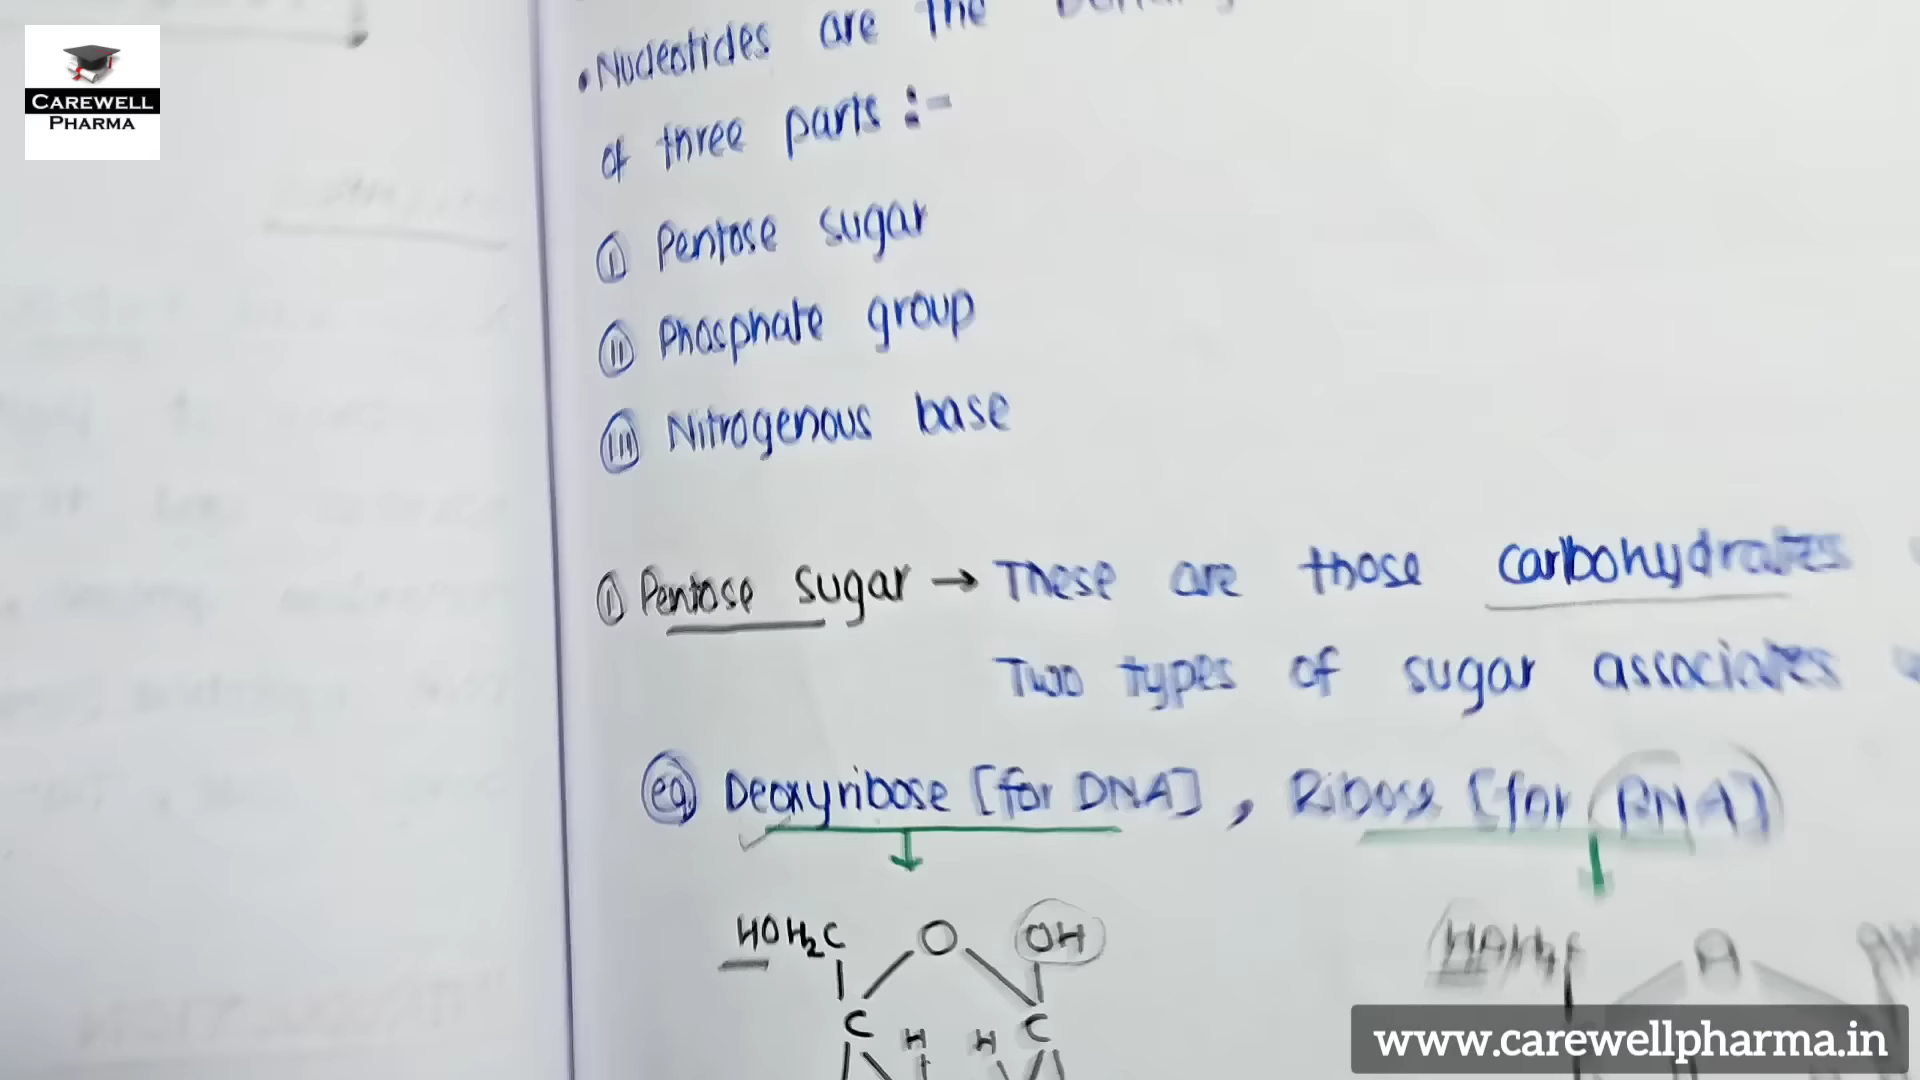 CAREWELL
PHARMA
• Nucleotides are the
of three parts :-
(i) Pentose sugar
(ii) Phosphate group
(iii) Nitrogenous base
(i) Pentose sugar → These are those carbohydrates
Two types of sugar associates
(eg) Deoxyribose [for DNA] , Ribose [for RNA]
HOH₂C O OH
C H H C
www.carewellpharma.in